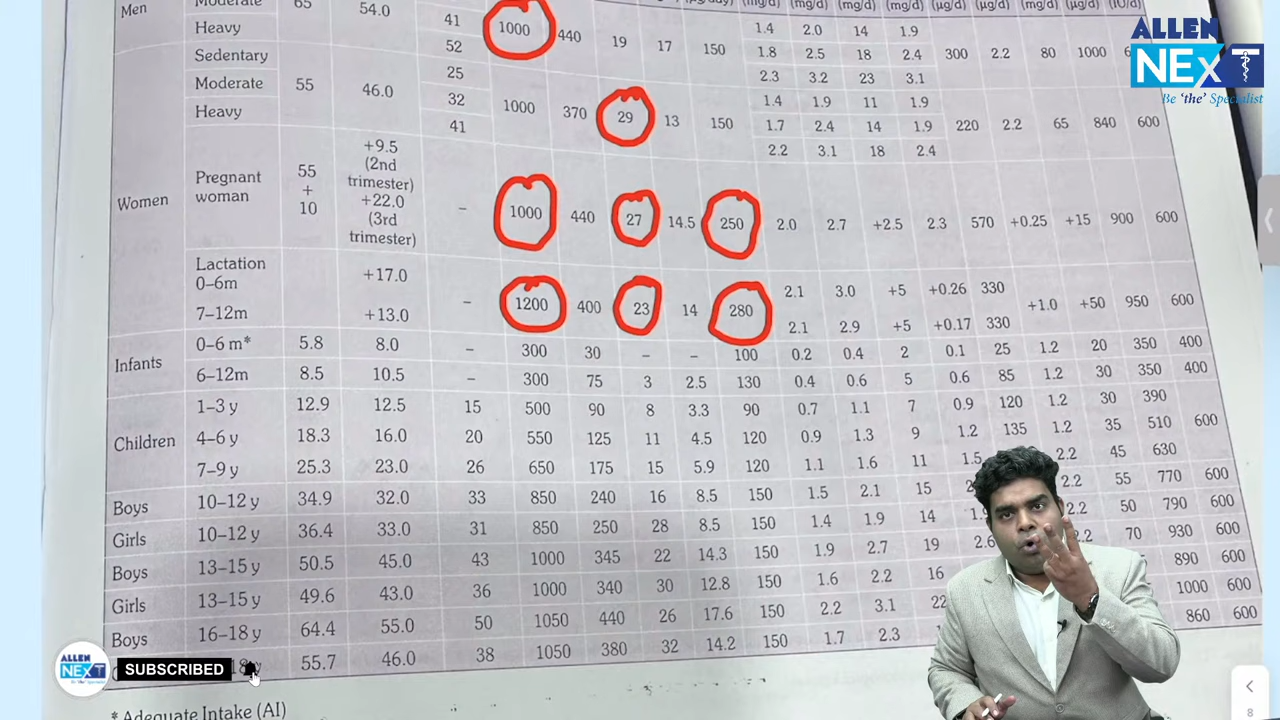 (mg/d) (mg/d) (mg/d) (mg/d) (µg/d) (µg/d) (mg/d) (µg/d) (IU/d)
Men Moderate 65 54.0 41 1000 440 19 17 150 1.4 2.0 14 1.9
Heavy 52 1.8 2.5 18 2.4 300 2.2 80 1000
2.3 3.2 23 3.1
Sedentary 25
Women Moderate 55 46.0 32 1000 370 29 13 150 1.4 1.9 11 1.9
Heavy 41 1.7 2.4 14 1.9 220 2.2 65 840 600
2.2 3.1 18 2.4
Pregnant woman 55 + 10 +9.5 (2nd trimester) +22.0 (3rd trimester) – 1000 440 27 14.5 250 2.0 2.7 +2.5 2.3 570 +0.25 +15 900 600
Lactation
0–6m +17.0 – 1200 400 23 14 280 2.1 3.0 +5 +0.26 330 +1.0 +50 950 600
7–12m +13.0 2.1 2.9 +5 +0.17 330
Infants 0–6 m* 5.8 8.0 – 300 30 – – 100 0.2 0.4 2 0.1 25 1.2 20 350 400
6–12m 8.5 10.5 – 300 75 3 2.5 130 0.4 0.6 5 0.6 85 1.2 30 350 400
Children 1–3 y 12.9 12.5 15 500 90 8 3.3 90 0.7 1.1 7 0.9 120 1.2 30 390
4–6 y 18.3 16.0 20 550 125 11 4.5 120 0.9 1.3 9 1.2 135 1.2 35 510 600
7–9 y 25.3 23.0 26 650 175 15 5.9 120 1.1 1.6 11 1.5 2.2 45 630
Boys 10–12 y 34.9 32.0 33 850 240 16 8.5 150 1.5 2.1 15 2.2 55 770 600
Girls 10–12 y 36.4 33.0 31 850 250 28 8.5 150 1.4 1.9 14 2.2 50 790 600
Boys 13–15 y 50.5 45.0 43 1000 345 22 14.3 150 1.9 2.7 19 2.6 2.2 70 930 600
Girls 13–15 y 49.6 43.0 36 1000 340 30 12.8 150 1.6 2.2 16 890 600
Boys 16–18 y 64.4 55.0 50 1050 440 26 17.6 150 2.2 3.1 22 1000 600
55.7 46.0 38 1050 380 32 14.2 150 1.7 2.3 860 600
* Adequate Intake (AI)
ALLEN
NEXT
Be 'the' Specialist
ALLEN
NEXT
Be 'the' Specialist
SUBSCRIBED
8